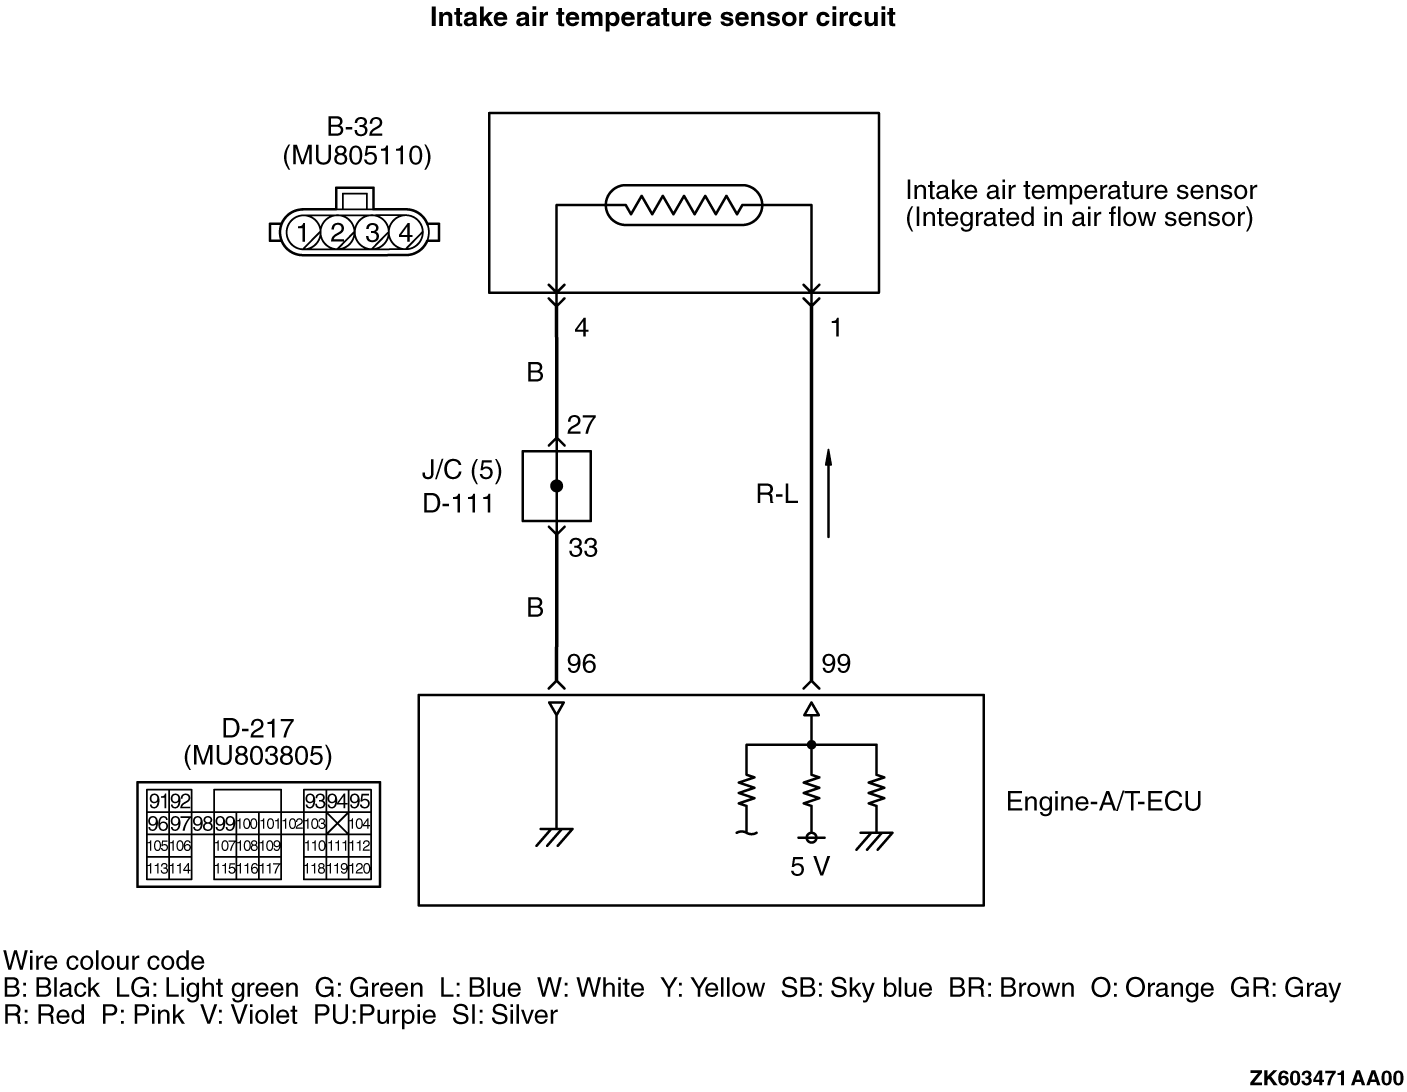 Intake air temperature sensor circuit
B-32
(MU805110)
1 2 3 4
Intake air temperature sensor
(Integrated in air flow sensor)
4 1
B
27
J/C (5)
D-111
R-L
33
B
96 99
D-217
(MU803805)
91 92 93 94 95
96 97 98 99 100 101 102 103 104
105 106 107 108 109 110 111 112
113 114 115 116 117 118 119 120
Engine-A/T-ECU
5 V
Wire colour code
B: Black LG: Light green G: Green L: Blue W: White Y: Yellow SB: Sky blue BR: Brown O: Orange GR: Gray
R: Red P: Pink V: Violet PU:Purpie SI: Silver
ZK603471AA00